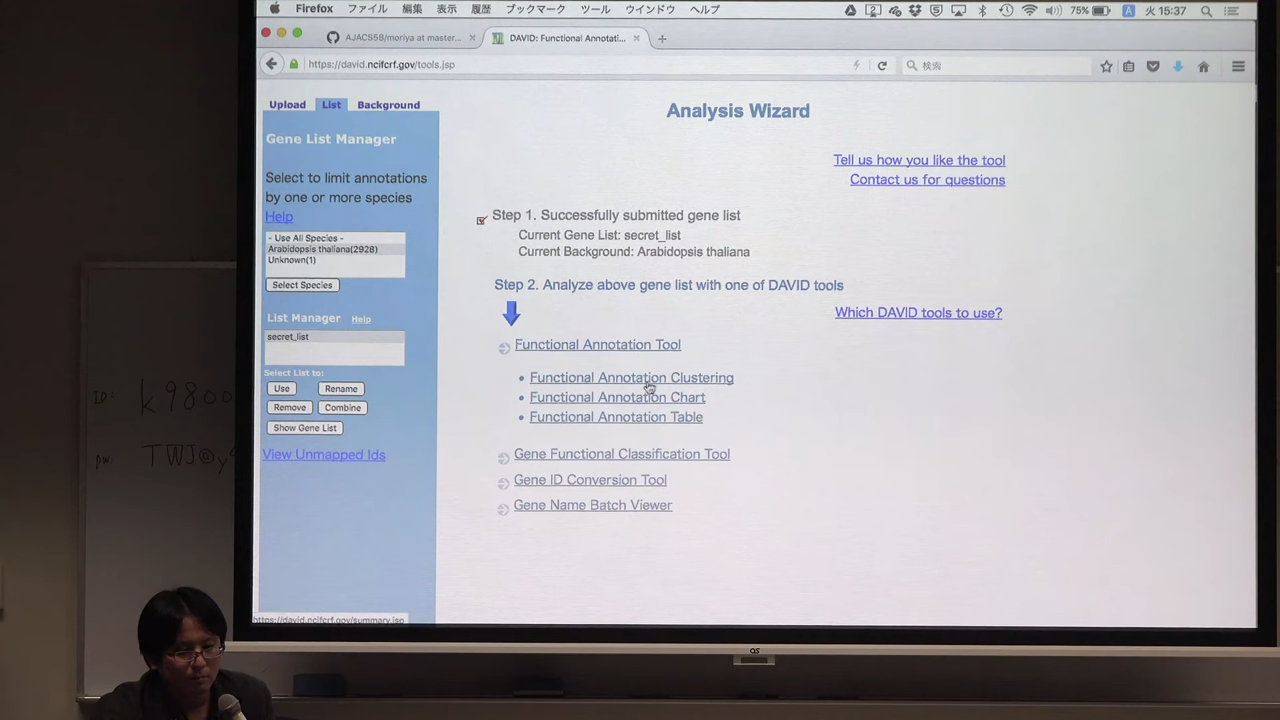 Firefox ファイル 編集 表示 履歴 ブックマーク ツール ウインドウ ヘルプ 75% A 火 15:37
AJACS58/moriya at master... × DAVID: Functional Annotati... × +
https://david.ncifcrf.gov/tools.jsp 検索
Upload List Background
Gene List Manager
Select to limit annotations
by one or more species
Help
- Use All Species -
Arabidopsis thaliana(2928)
Unknown(1)
Select Species
List Manager Help
secret_list
Select List to:
Use Rename
Remove Combine
Show Gene List
View Unmapped Ids
Analysis Wizard
Tell us how you like the tool
Contact us for questions
Step 1. Successfully submitted gene list
Current Gene List: secret_list
Current Background: Arabidopsis thaliana
Step 2. Analyze above gene list with one of DAVID tools
Which DAVID tools to use?
Functional Annotation Tool
• Functional Annotation Clustering
• Functional Annotation Chart
• Functional Annotation Table
Gene Functional Classification Tool
Gene ID Conversion Tool
Gene Name Batch Viewer
https://david.ncifcrf.gov/summary.jsp
ID: k9800
pw: TWJ@y
OS